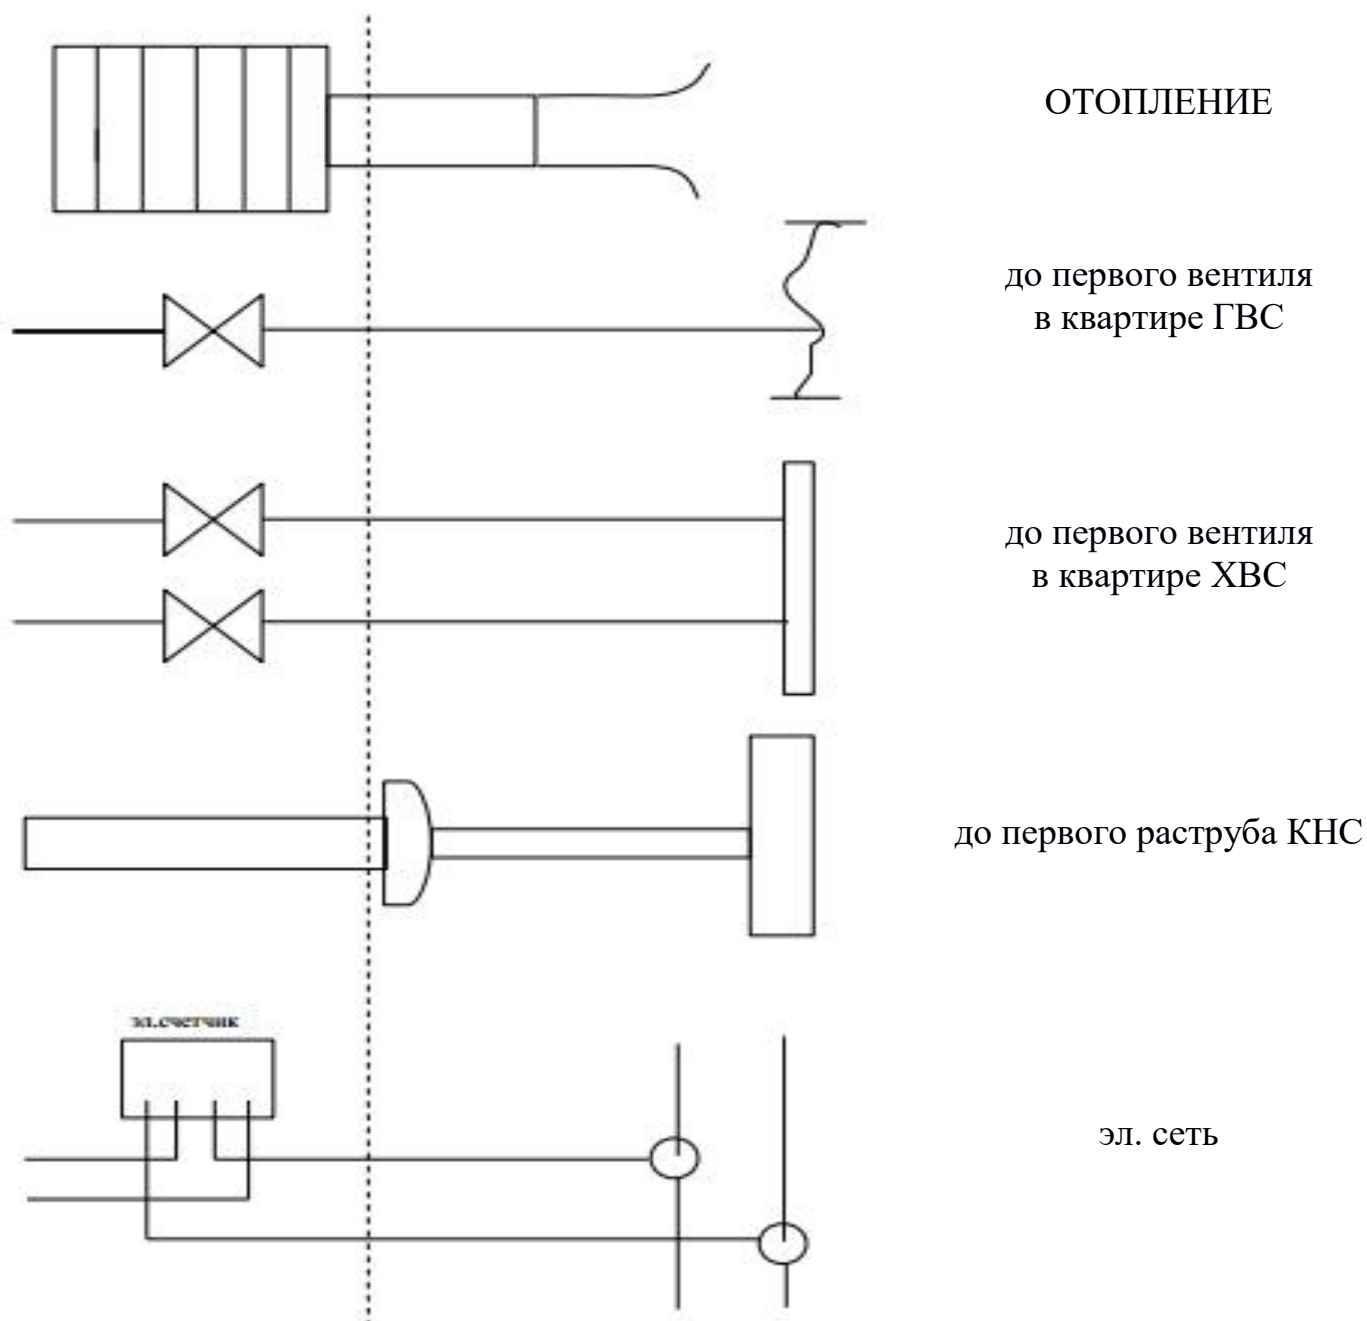 ОТОПЛЕНИЕ
до первого вентиля
в квартире ГВС
до первого вентиля
в квартире ХВС
до первого раструба КНС
эл.счетчик
эл. сеть